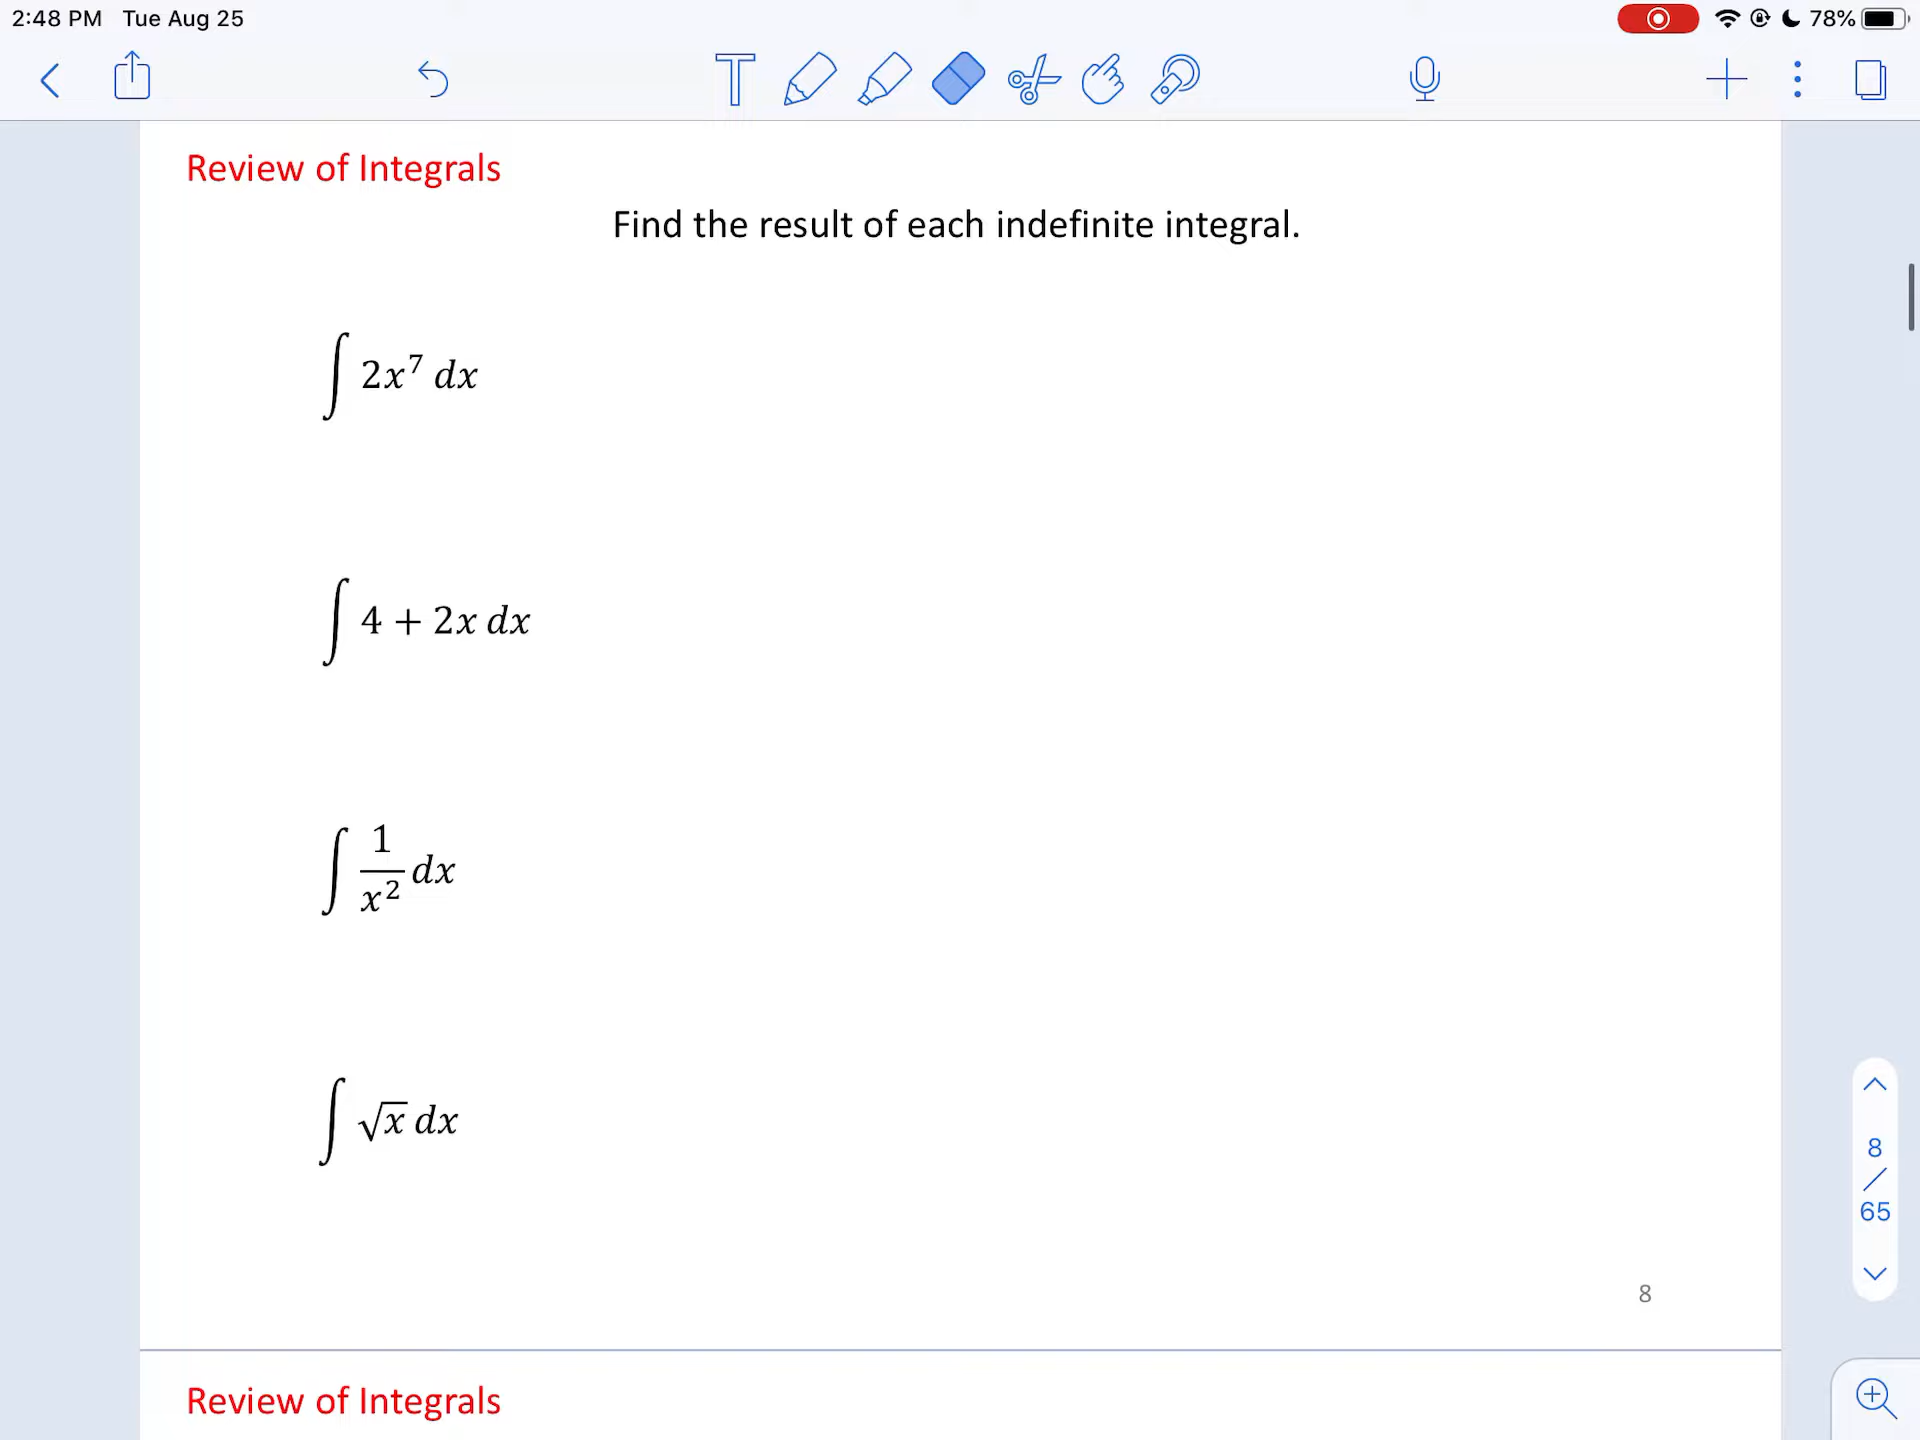 2:48 PM Tue Aug 25
78%
Review of Integrals
Find the result of each indefinite integral.
∫ 2x⁷ dx
∫ 4 + 2x dx
∫ 1/x² dx
∫ √x dx
8
/
65
8
Review of Integrals